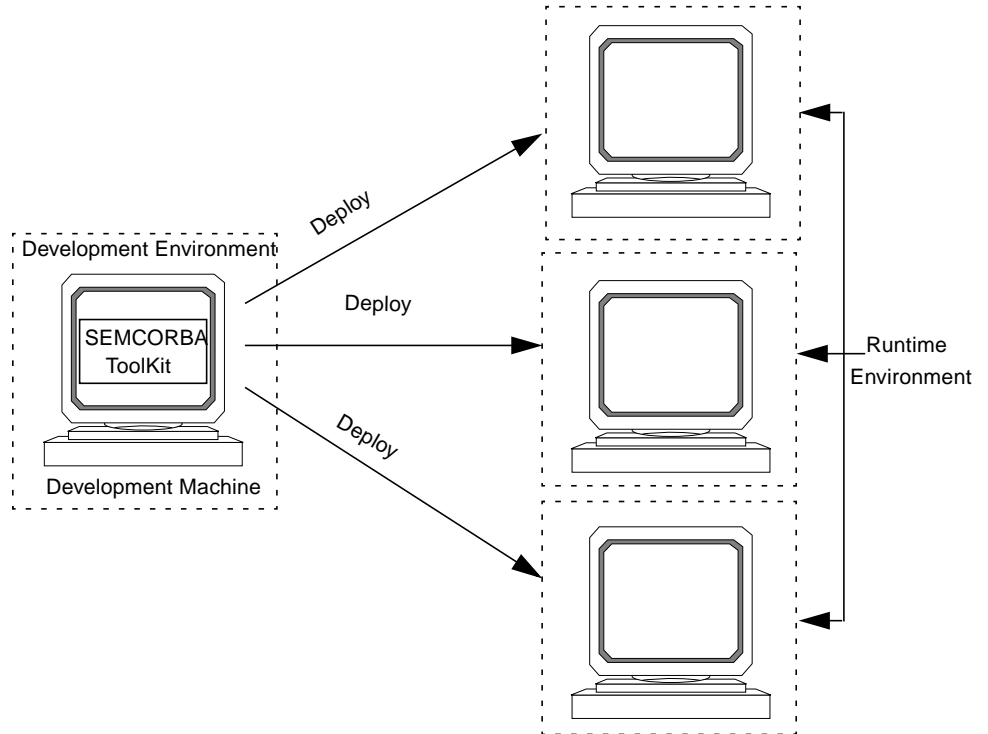 Development Environment
SEMCORBA
ToolKit
Development Machine
Deploy
Deploy
Deploy
Runtime
Environment